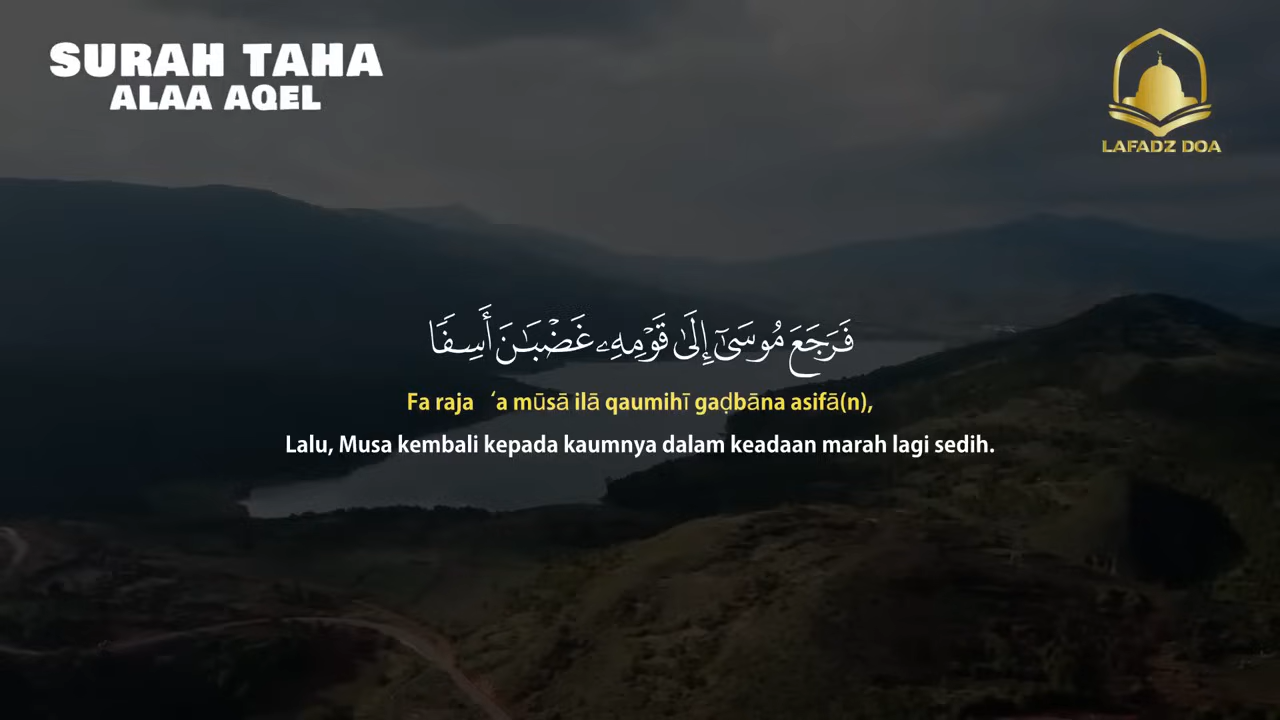 SURAH TAHA
ALAA AQEL
LAFADZ DOA
فَرَجَعَ مُوسَىٰٓ إِلَىٰ قَوْمِهِۦ غَضْبَـٰنَ أَسِفًا
Fa raja ‘a mūsā ilā qaumihī gaḍbāna asifā(n),
Lalu, Musa kembali kepada kaumnya dalam keadaan marah lagi sedih.